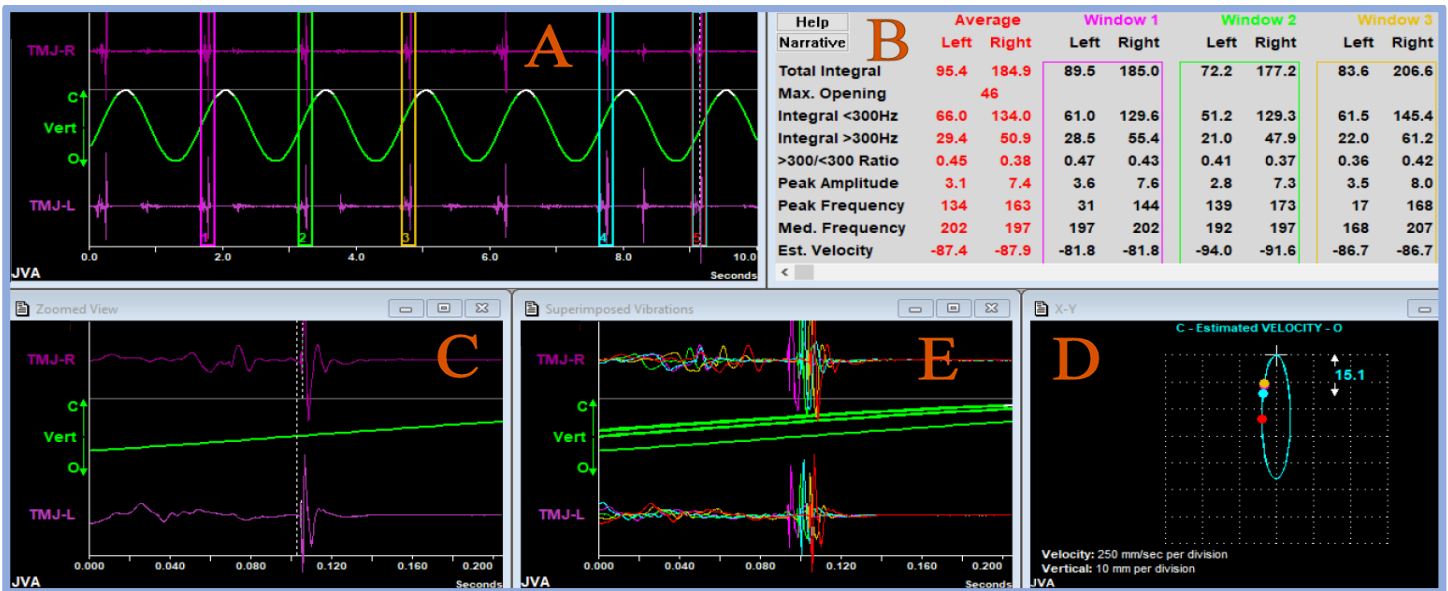 A
TMJ-R
C
Vert
O
TMJ-L
1 2 3 4 5
0.0 2.0 4.0 6.0 8.0 10.0
JVA Seconds
B
Help
Narrative
Average Window 1 Window 2 Window 3
Left Right Left Right Left Right Left Right
Total Integral 95.4 184.9 89.5 185.0 72.2 177.2 83.6 206.6
Max. Opening 46
Integral <300Hz 66.0 134.0 61.0 129.6 51.2 129.3 61.5 145.4
Integral >300Hz 29.4 50.9 28.5 55.4 21.0 47.9 22.0 61.2
>300/<300 Ratio 0.45 0.38 0.47 0.43 0.41 0.37 0.36 0.42
Peak Amplitude 3.1 7.4 3.6 7.6 2.8 7.3 3.5 8.0
Peak Frequency 134 163 31 144 139 173 17 168
Med. Frequency 202 197 197 202 192 197 168 207
Est. Velocity -87.4 -87.9 -81.8 -81.8 -94.0 -91.6 -86.7 -86.7
<
Zoomed View
C
TMJ-R
C
Vert
O
TMJ-L
0.000 0.040 0.080 0.120 0.160 0.200
JVA Seconds
Superimposed Vibrations
E
TMJ-R
C
Vert
O
TMJ-L
0.000 0.040 0.080 0.120 0.160 0.200
JVA Seconds
X-Y
C - Estimated VELOCITY - O
D
15.1
Velocity: 250 mm/sec per division
Vertical: 10 mm per division
JVA